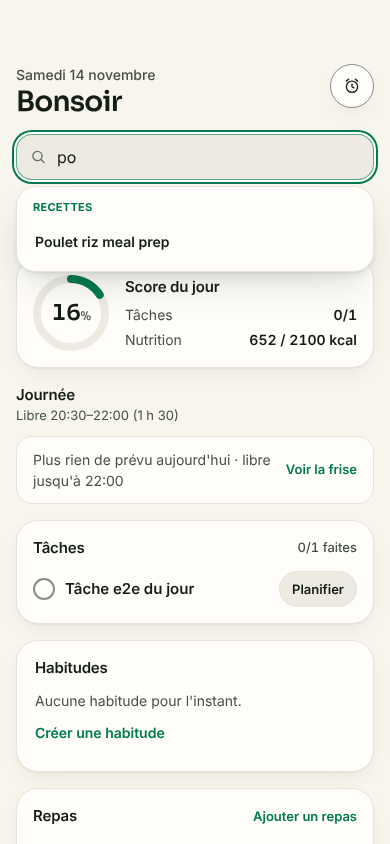 Samedi 14 novembre
Bonsoir
po
RECETTES
Poulet riz meal prep
16%
Score du jour
Tâches 0/1
Nutrition 652 / 2100 kcal
Journée
Libre 20:30–22:00 (1 h 30)
Plus rien de prévu aujourd'hui · libre
jusqu'à 22:00
Voir la frise
Tâches 0/1 faites
Tâche e2e du jour Planifier
Habitudes
Aucune habitude pour l'instant.
Créer une habitude
Repas Ajouter un repas